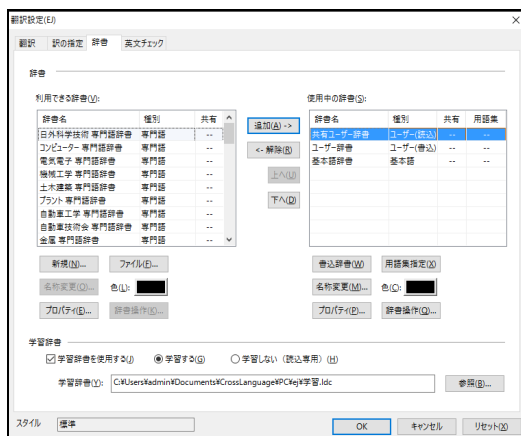 翻訳設定(EJ)
翻訳 訳の指定 辞書 英文チェック
辞書
利用できる辞書(V): 使用中の辞書(S):
辞書名 種別 共有 辞書名 種別 共有 用語集
日外科学技術 専門語辞書 専門語 -- 共有ユーザー辞書 ユーザー(読込) -- --
コンピューター 専門語辞書 専門語 -- ユーザー辞書 ユーザー(書込) -- --
電気電子 専門語辞書 専門語 -- 基本語辞書 基本語 -- --
機械工学 専門語辞書 専門語 --
土木建築 専門語辞書 専門語 --
プラント 専門語辞書 専門語 --
自動車工学 専門語辞書 専門語 --
自動車技術会 専門語辞書 専門語 --
金属 専門語辞書 専門語 --
追加(A) ->
<- 解除(R)
上へ(U)
下へ(D)
新規(N)... ファイル(F)... 書込辞書(W) 用語集指定(X)
名称変更(O)... 色(L): 名称変更(M)... 色(C):
プロパティ(E)... 辞書操作(K)... プロパティ(P)... 辞書操作(Q)...
学習辞書
学習辞書を使用する(J) 学習する(G) 学習しない（読込専用）(H)
学習辞書(Y): C:¥Users¥admin¥Documents¥CrossLanguage¥PC¥ej¥学習.ldc 参照(B)...
スタイル 標準 OK キャンセル リセット(X)